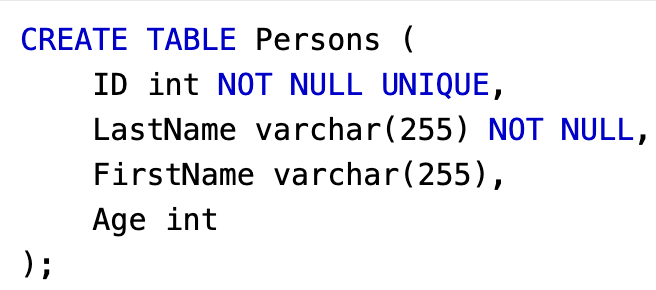 CREATE TABLE Persons (
    ID int NOT NULL UNIQUE,
    LastName varchar(255) NOT NULL,
    FirstName varchar(255),
    Age int
);